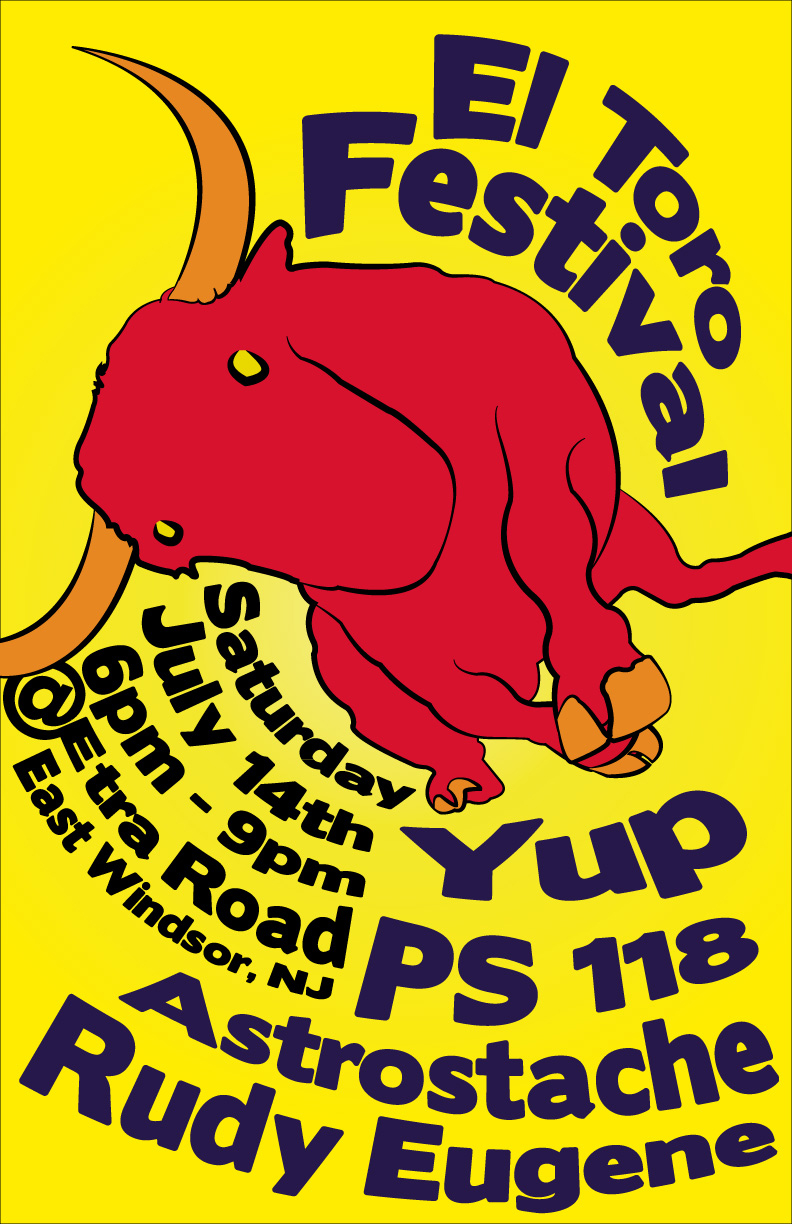 El Toro
Festival
Saturday
July 14th
6pm - 9pm
@Etra Road
East Windsor, NJ
Yup
PS 118
Astrostache
Rudy Eugene